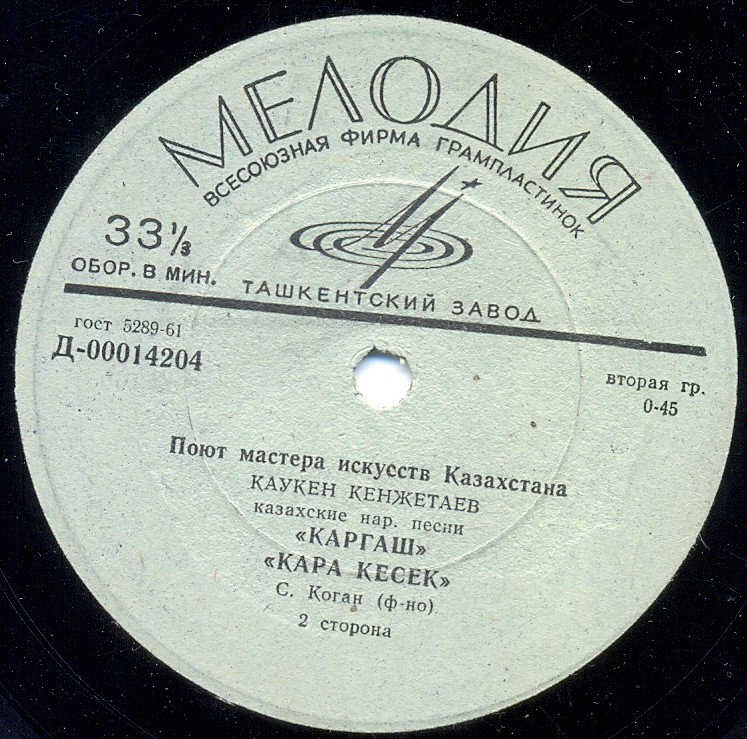 МЕЛОДИЯ
ВСЕСОЮЗНАЯ ФИРМА ГРАМПЛАСТИНОК
33⅓
ОБОР. В МИН.
ТАШКЕНТСКИЙ ЗАВОД
гост 5289-61
Д-00014204
вторая гр.
0-45
Поют мастера искусств Казахстана
КАУКЕН КЕНЖЕТАЕВ
казахские нар. песни
«КАРГАШ»
«КАРА КЕСЕК»
С. Коган (ф-но)
2 сторона